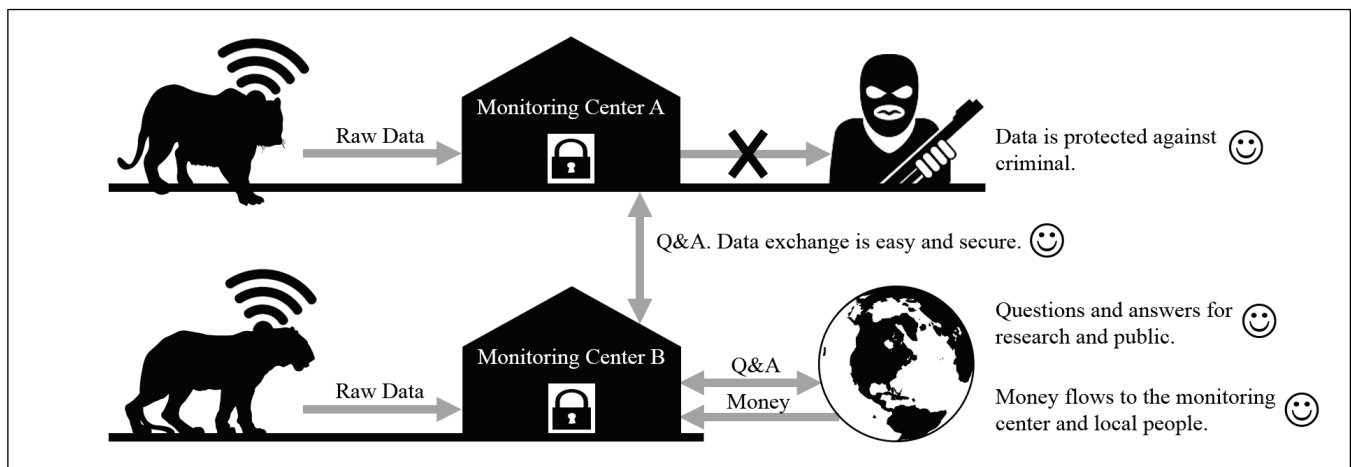 Monitoring Center A
Raw Data
Data is protected against
criminal.
Q&A. Data exchange is easy and secure.
Questions and answers for
research and public.
Monitoring Center B
Q&A
Raw Data
Money
Money flows to the monitoring
center and local people.